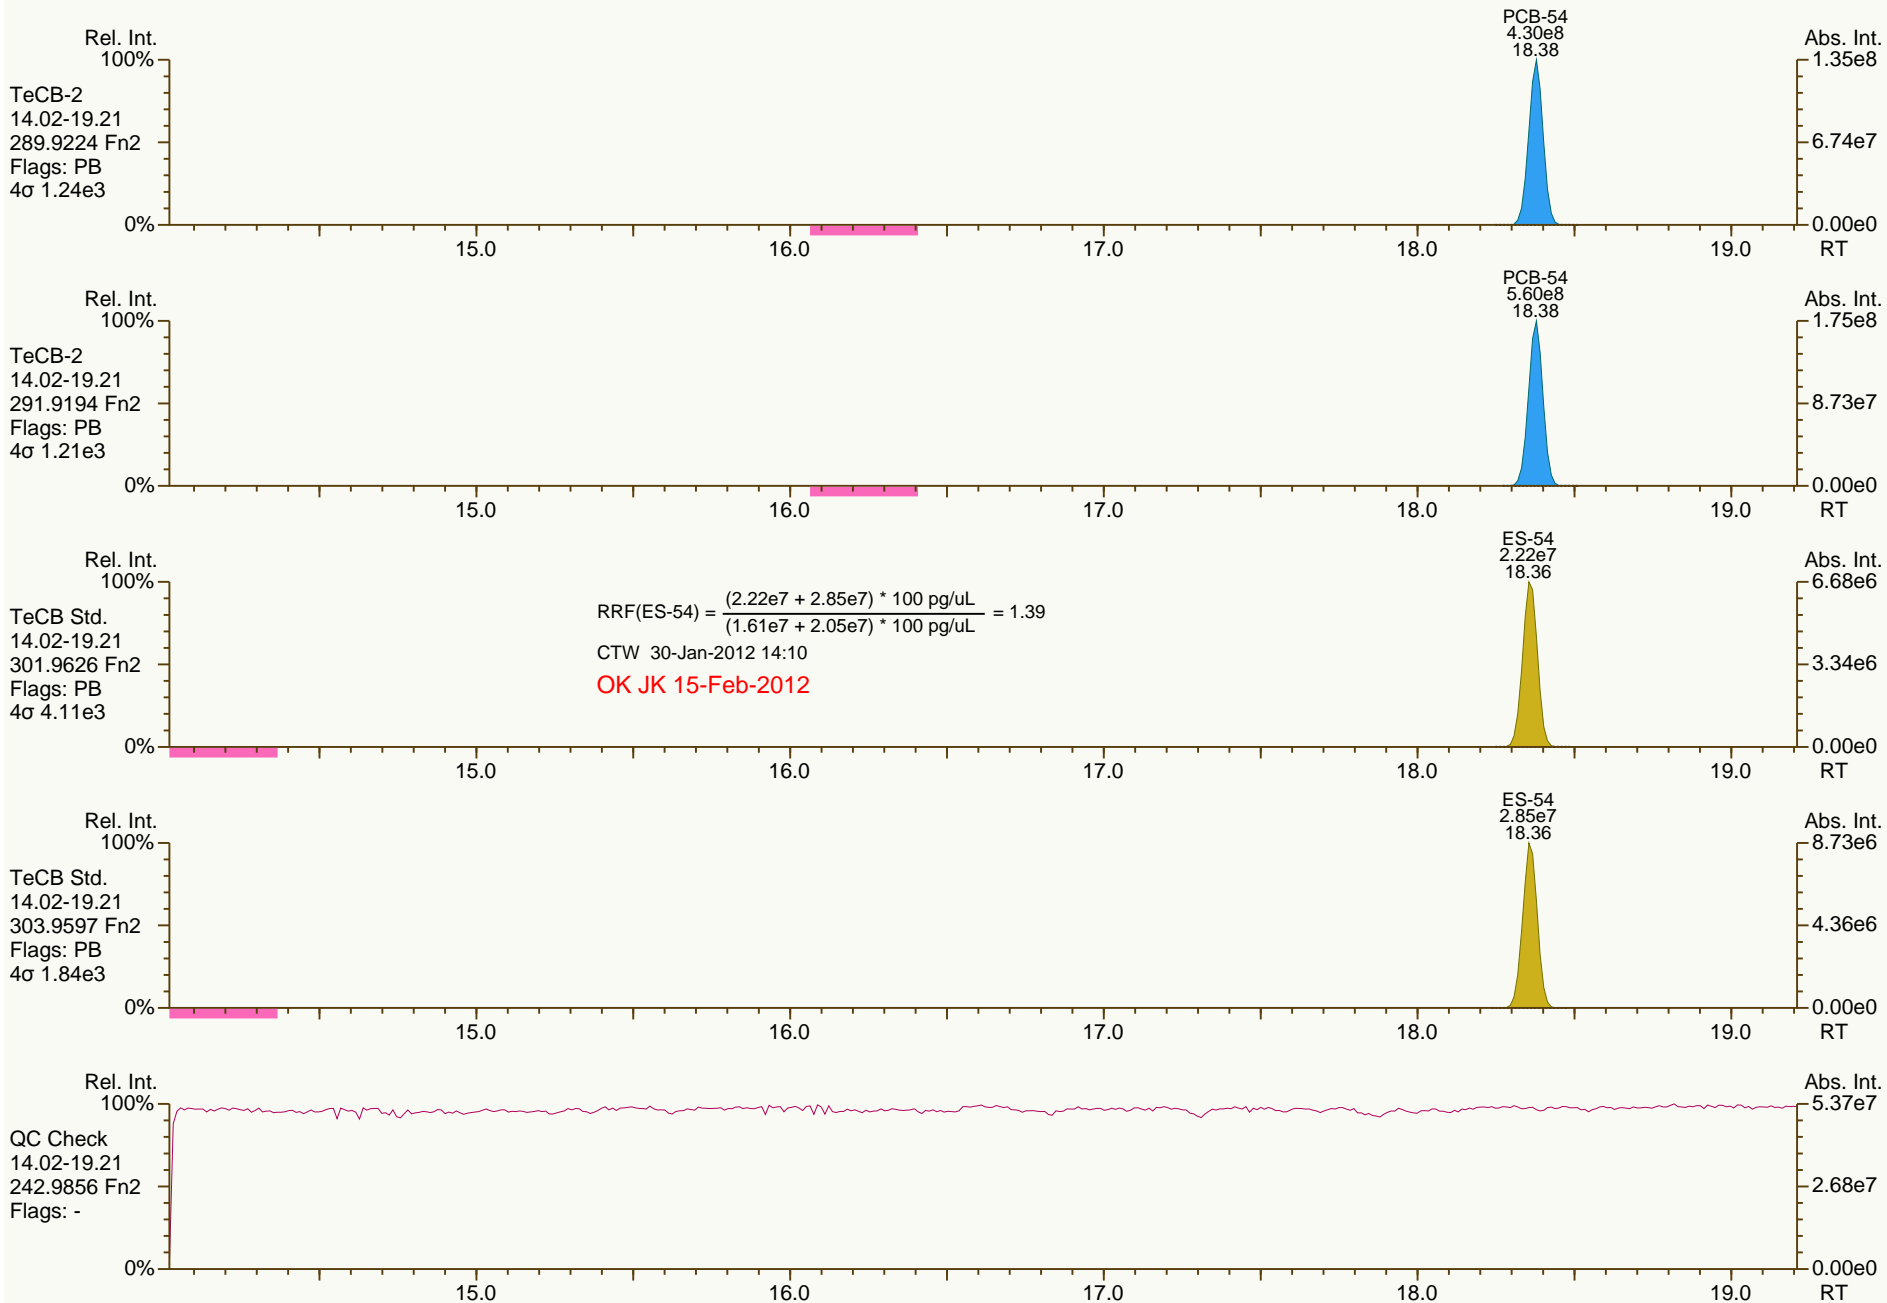 PCB-54
4.30e8
18.38
Rel. Int.
Abs. Int.
100%
1.35e8
TeCB-2
14.02-19.21
289.9224 Fn2
6.74e7
Flags: PB
4σ 1.24e3
0%
0.00e0
15.0 16.0 17.0 18.0 19.0 RT
PCB-54
5.60e8
18.38
Rel. Int.
Abs. Int.
100%
1.75e8
TeCB-2
14.02-19.21
291.9194 Fn2
8.73e7
Flags: PB
4σ 1.21e3
0%
0.00e0
15.0 16.0 17.0 18.0 19.0 RT
ES-54
2.22e7
18.36
Rel. Int.
Abs. Int.
100%
6.68e6
TeCB Std.
14.02-19.21
301.9626 Fn2
3.34e6
Flags: PB
4σ 4.11e3
(2.22e7 + 2.85e7) * 100 pg/uL
RRF(ES-54) = = 1.39
(1.61e7 + 2.05e7) * 100 pg/uL
CTW 30-Jan-2012 14:10
OK JK 15-Feb-2012
0%
0.00e0
15.0 16.0 17.0 18.0 19.0 RT
ES-54
2.85e7
18.36
Rel. Int.
Abs. Int.
100%
8.73e6
TeCB Std.
14.02-19.21
303.9597 Fn2
4.36e6
Flags: PB
4σ 1.84e3
0%
0.00e0
15.0 16.0 17.0 18.0 19.0 RT
Rel. Int.
Abs. Int.
100%
5.37e7
QC Check
14.02-19.21
242.9856 Fn2
2.68e7
Flags: -
0%
0.00e0
15.0 16.0 17.0 18.0 19.0 RT